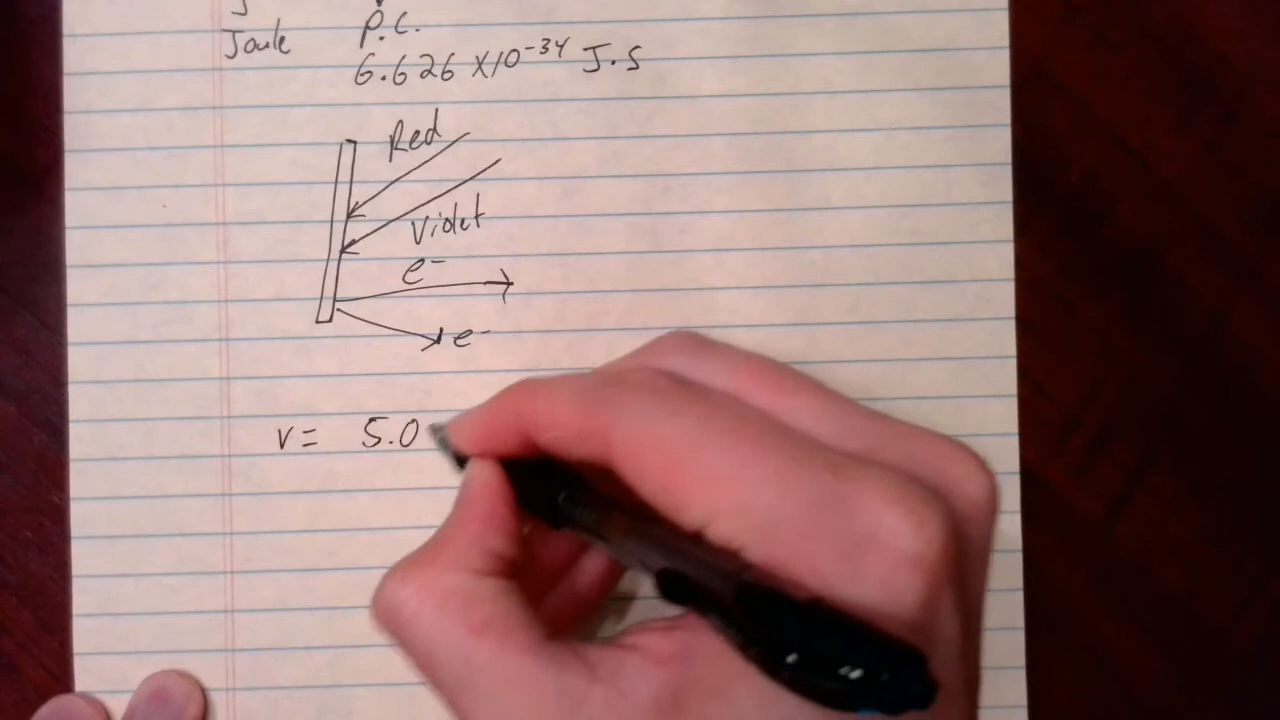 Joule P.C.
6.626 X10⁻³⁴ J.S
Red
Violet
e⁻
e⁻
v = 5.0